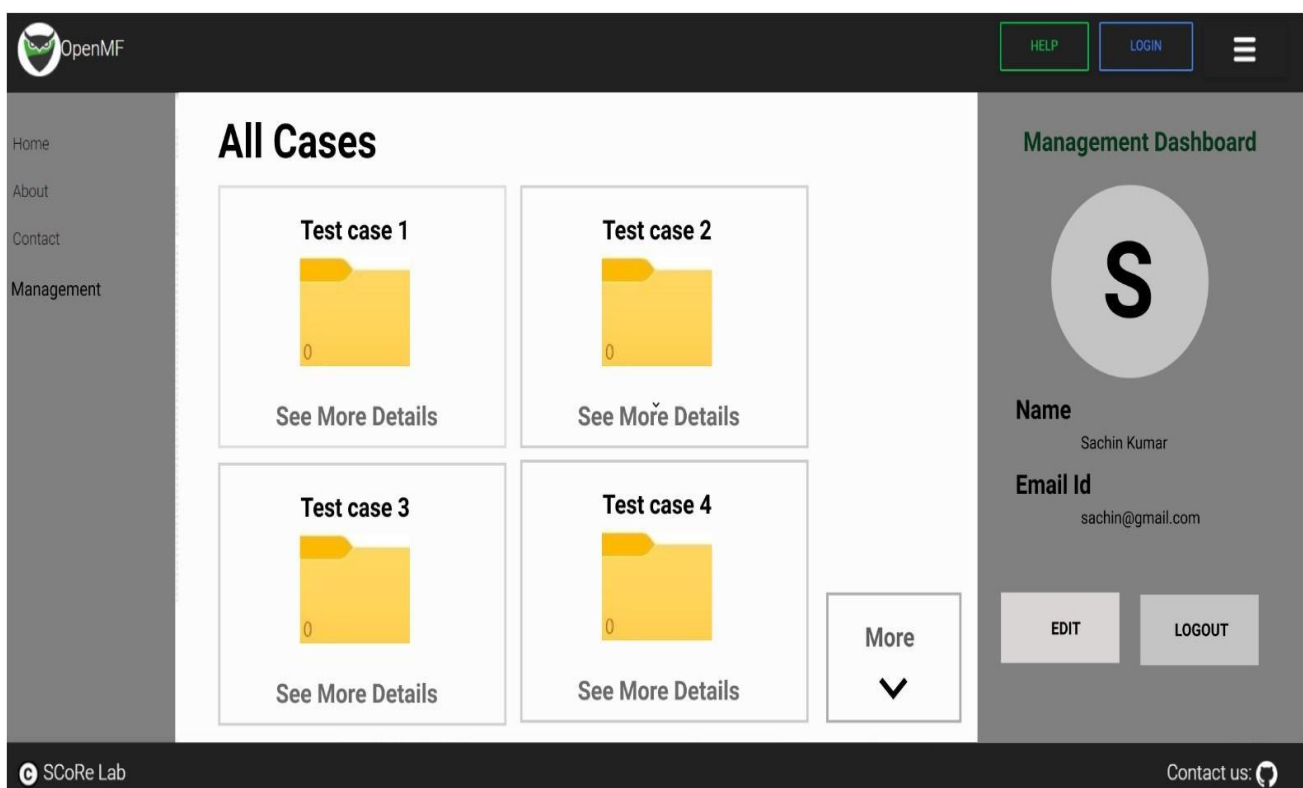 OpenMF
HELP
LOGIN
Home
About
Contact
Management
All Cases
Test case 1
0
See More Details
Test case 2
0
See More Details
Test case 3
0
See More Details
Test case 4
0
See More Details
More
Management Dashboard
S
Name
Sachin Kumar
Email Id
sachin@gmail.com
EDIT
LOGOUT
© SCoRe Lab
Contact us: